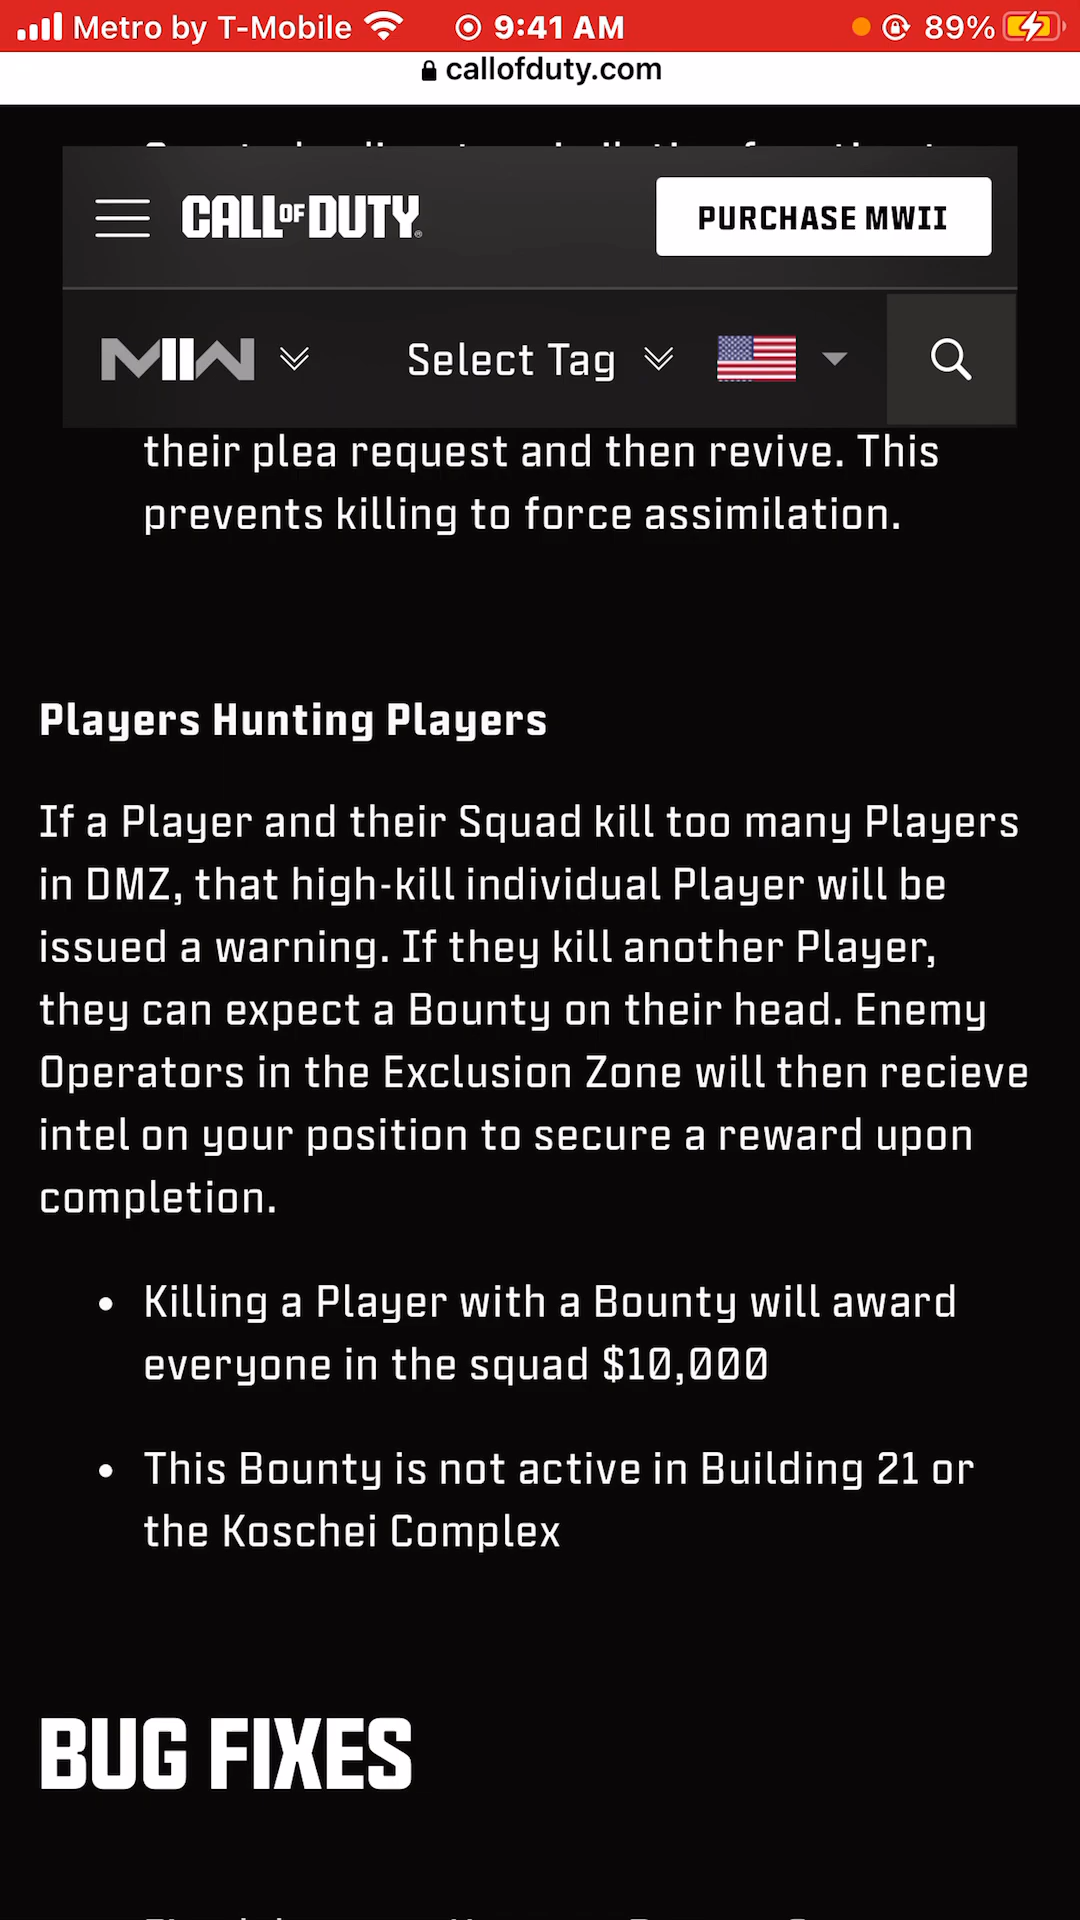 Metro by T-Mobile 9:41 AM 89%
callofduty.com
CALL OF DUTY PURCHASE MWII
MIIW Select Tag
their plea request and then revive. This
prevents killing to force assimilation.
Players Hunting Players
If a Player and their Squad kill too many Players
in DMZ, that high-kill individual Player will be
issued a warning. If they kill another Player,
they can expect a Bounty on their head. Enemy
Operators in the Exclusion Zone will then recieve
intel on your position to secure a reward upon
completion.
• Killing a Player with a Bounty will award
everyone in the squad $10,000
• This Bounty is not active in Building 21 or
the Koschei Complex
BUG FIXES